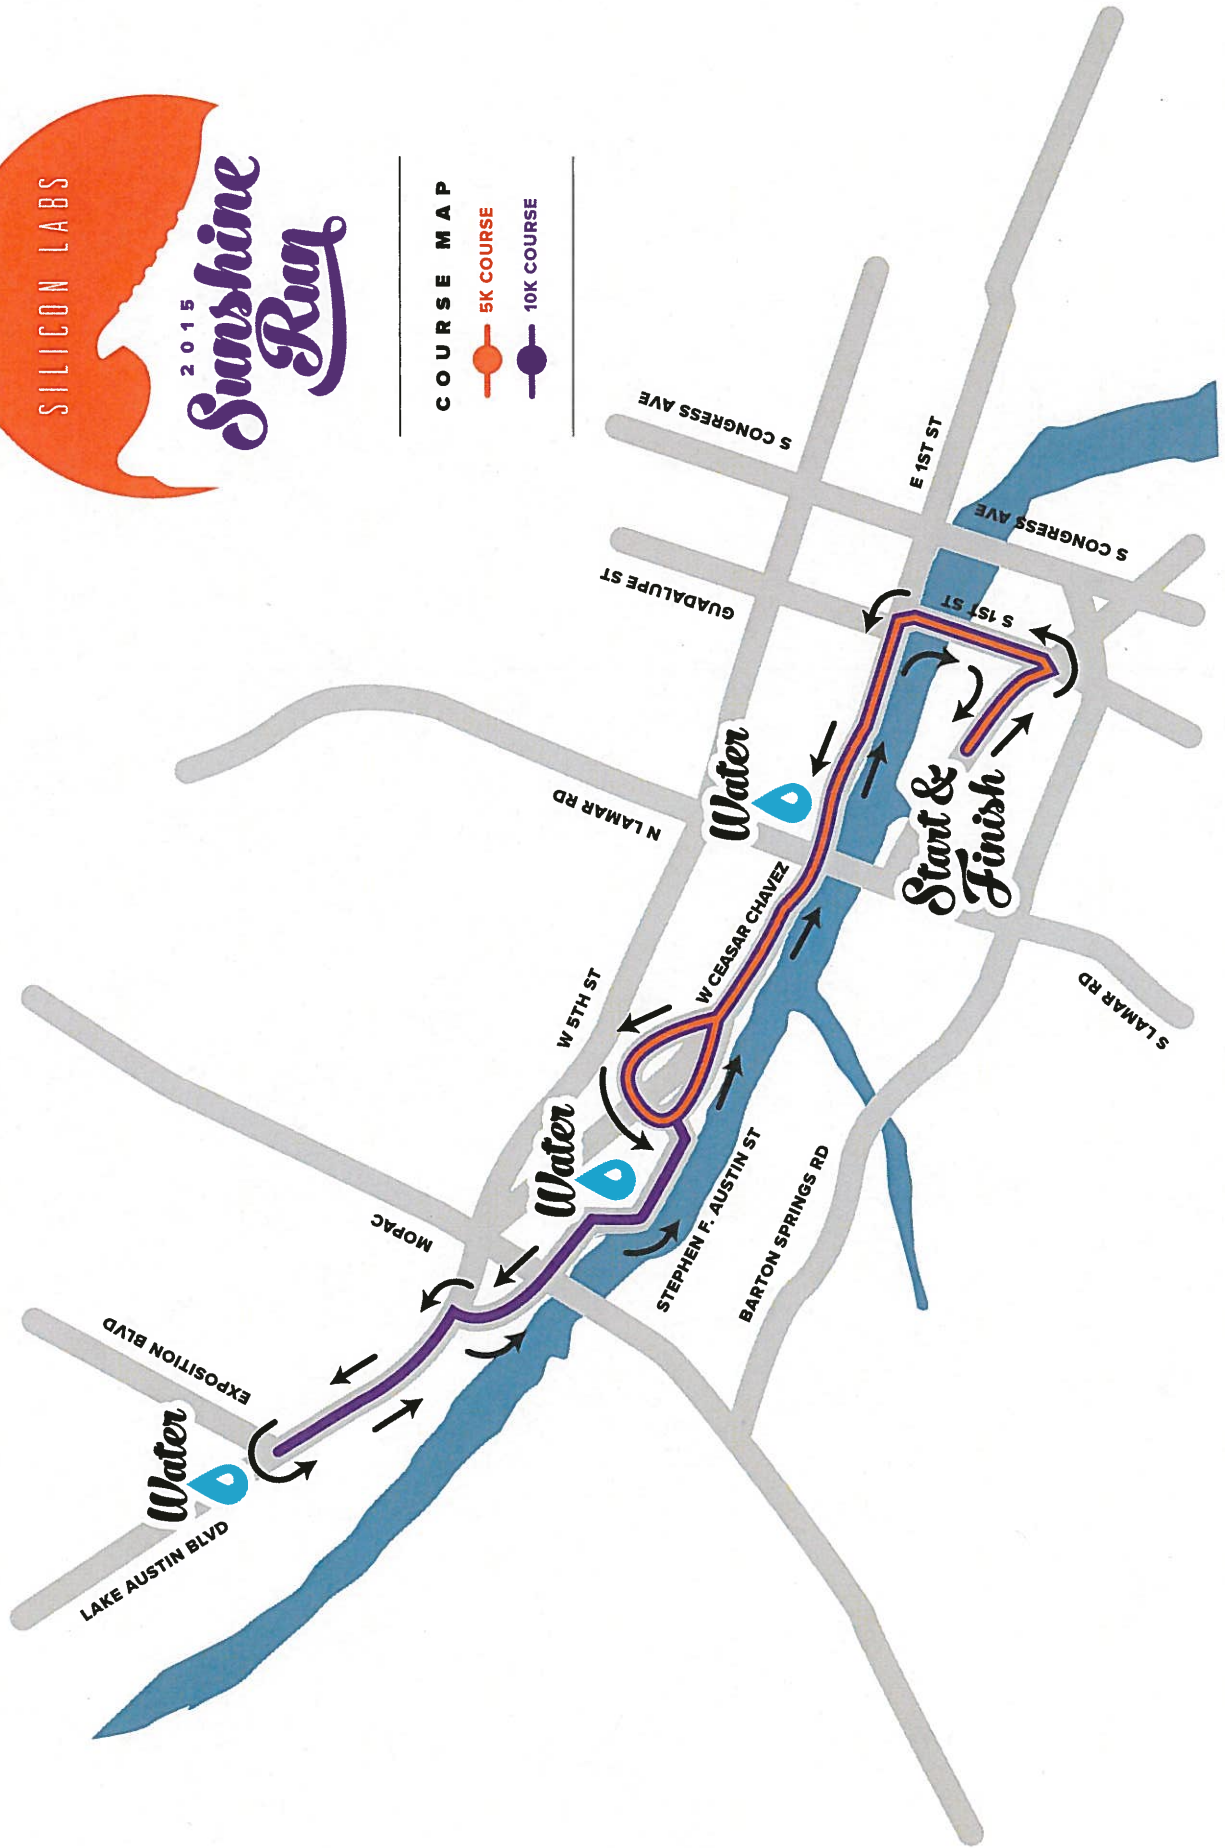 SILICON LABS
2015
Sunshine
Run
COURSE MAP
5K COURSE
10K COURSE
S CONGRESS AVE
GUADALUPE ST
E 1ST ST
S CONGRESS AVE
S 1ST ST
N LAMAR RD
Water
Start &
Finish
W CEASAR CHAVEZ
W 5TH ST
S LAMAR RD
Water
MOPAC
STEPHEN F. AUSTIN ST
BARTON SPRINGS RD
EXPOSITION BLVD
Water
LAKE AUSTIN BLVD